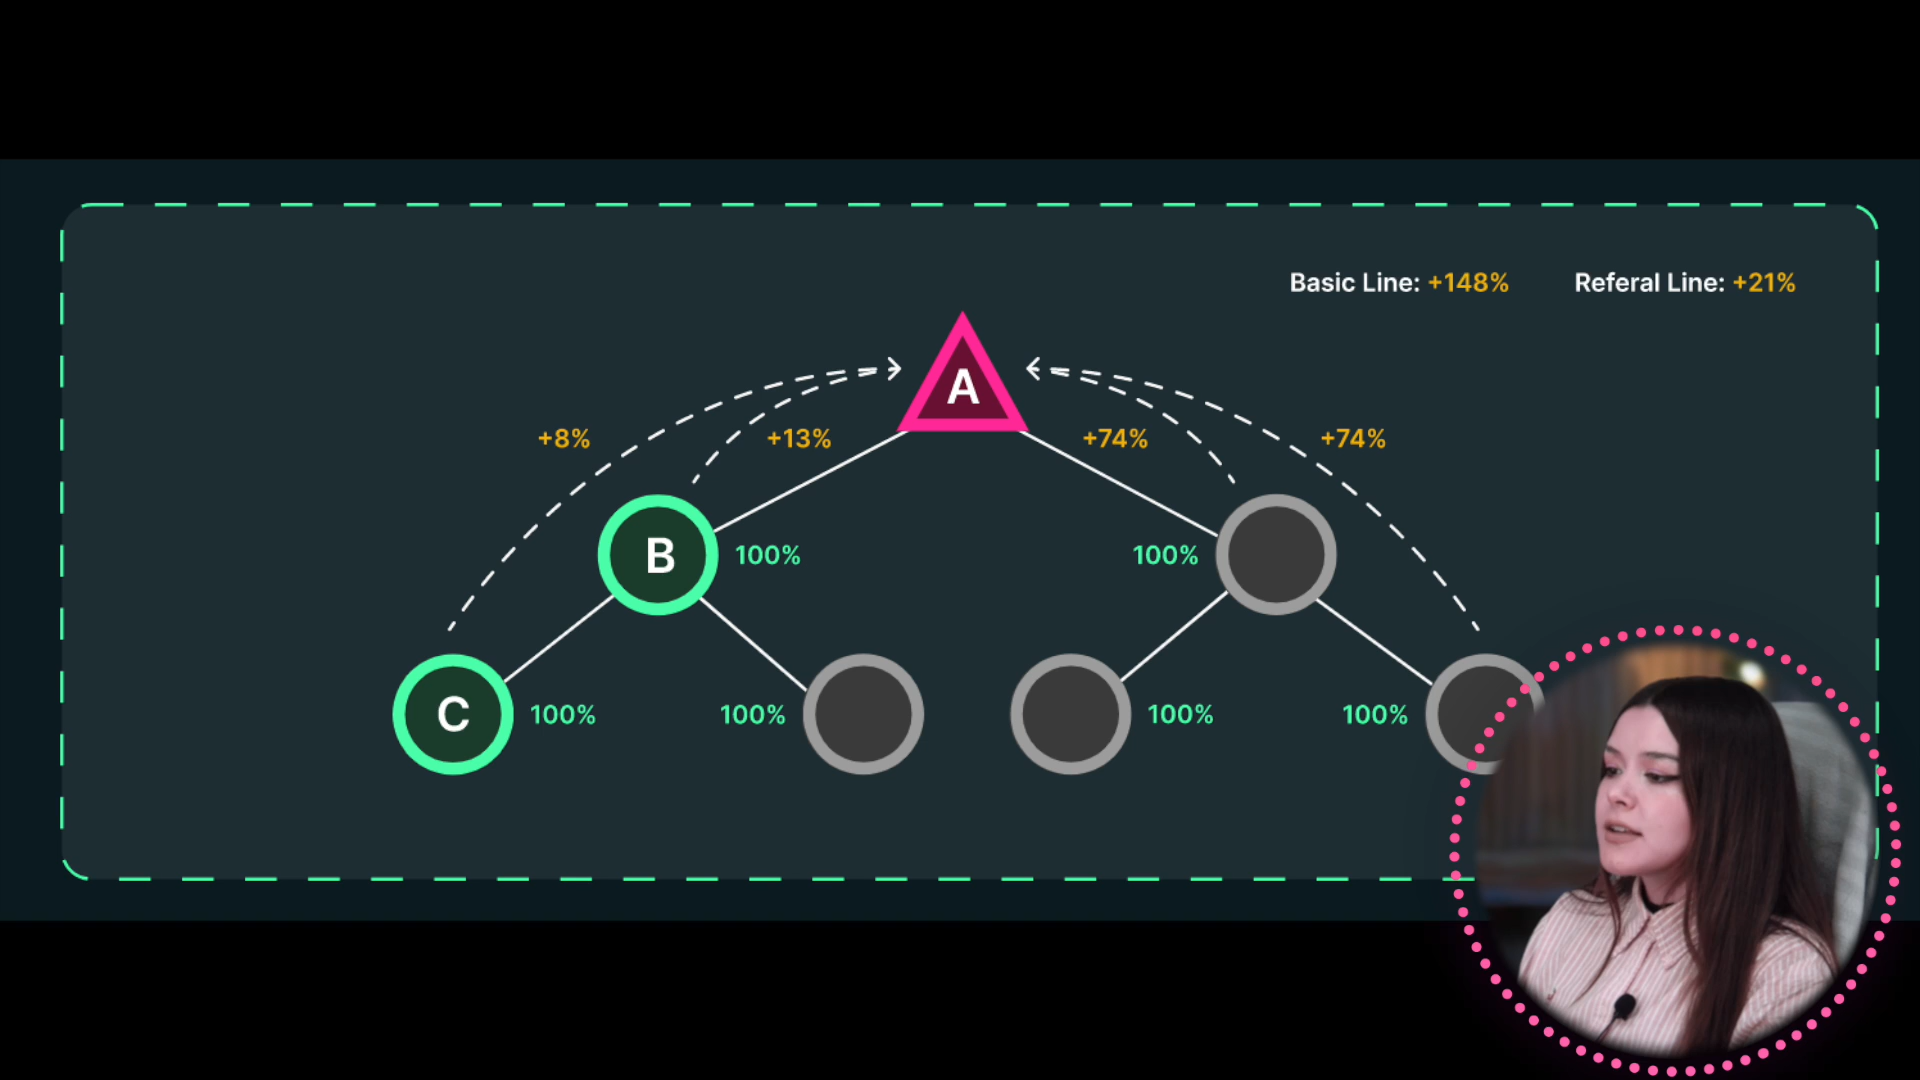 Basic Line: +148%
Referal Line: +21%
A
+8%
+13%
+74%
+74%
B
100%
100%
C
100%
100%
100%
100%